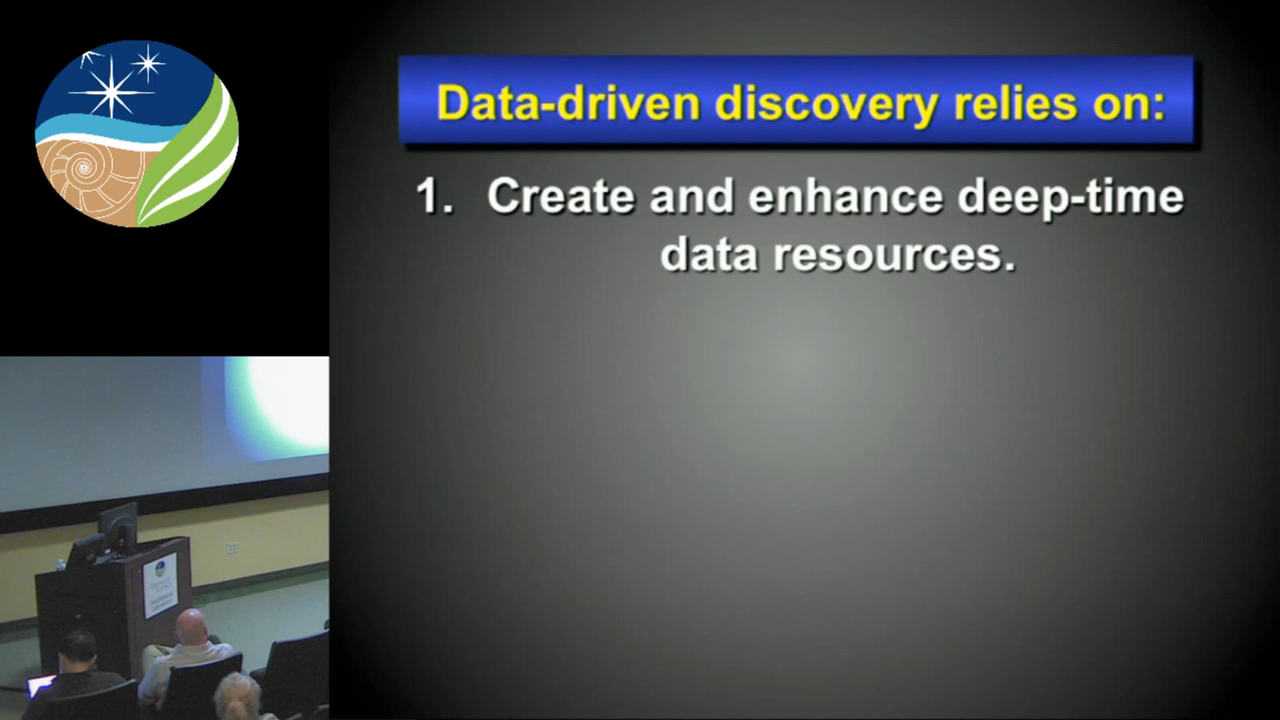 Data-driven discovery relies on:
1. Create and enhance deep-time
data resources.